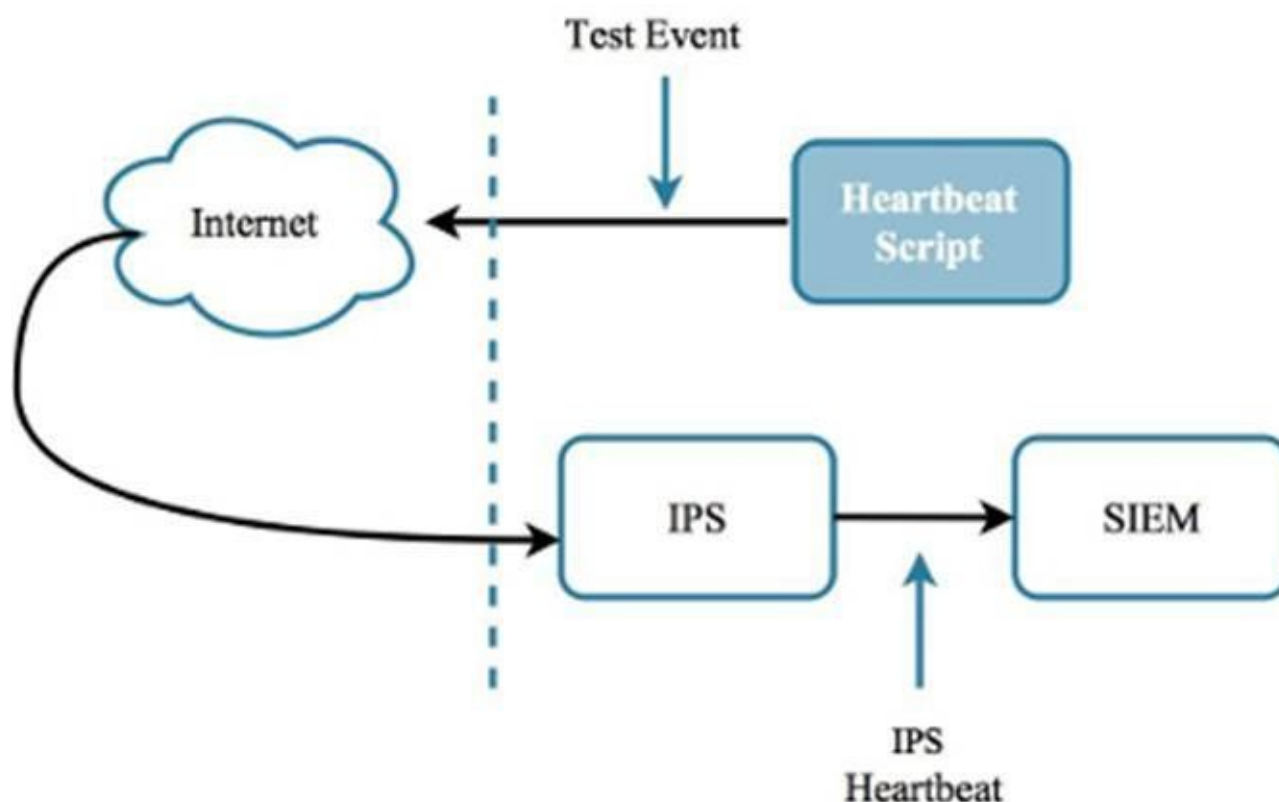 Test Event
Internet
Heartbeat
Script
IPS
SIEM
IPS
Heartbeat